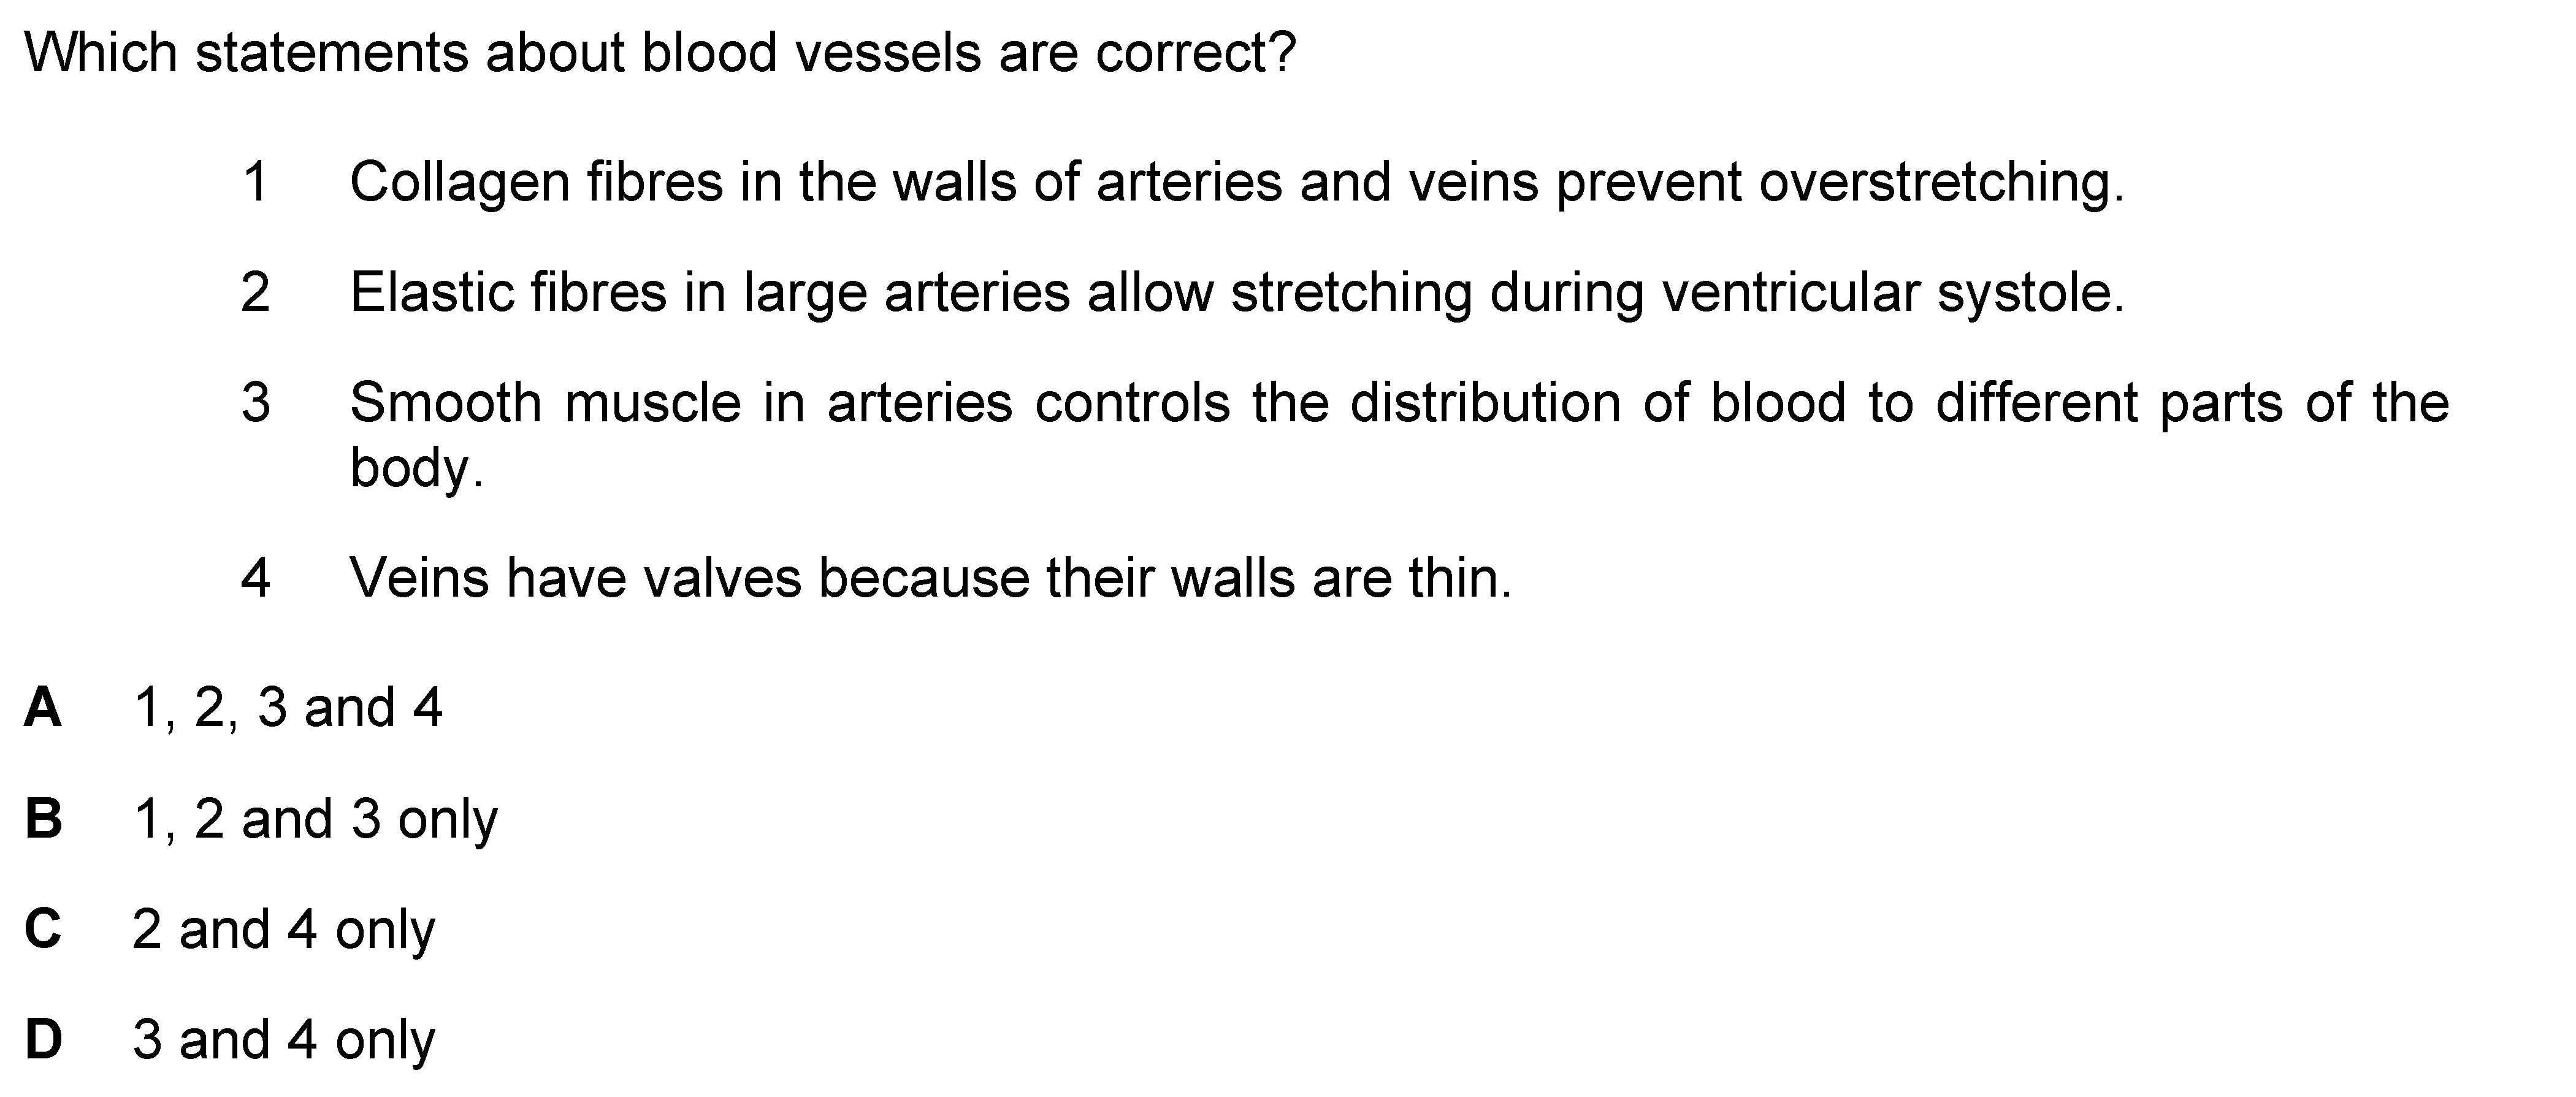 Which statements about blood vessels are correct?
1 Collagen fibres in the walls of arteries and veins prevent overstretching.
2 Elastic fibres in large arteries allow stretching during ventricular systole.
3 Smooth muscle in arteries controls the distribution of blood to different parts of the
body.
4 Veins have valves because their walls are thin.
A 1, 2, 3 and 4
B 1, 2 and 3 only
C 2 and 4 only
D 3 and 4 only